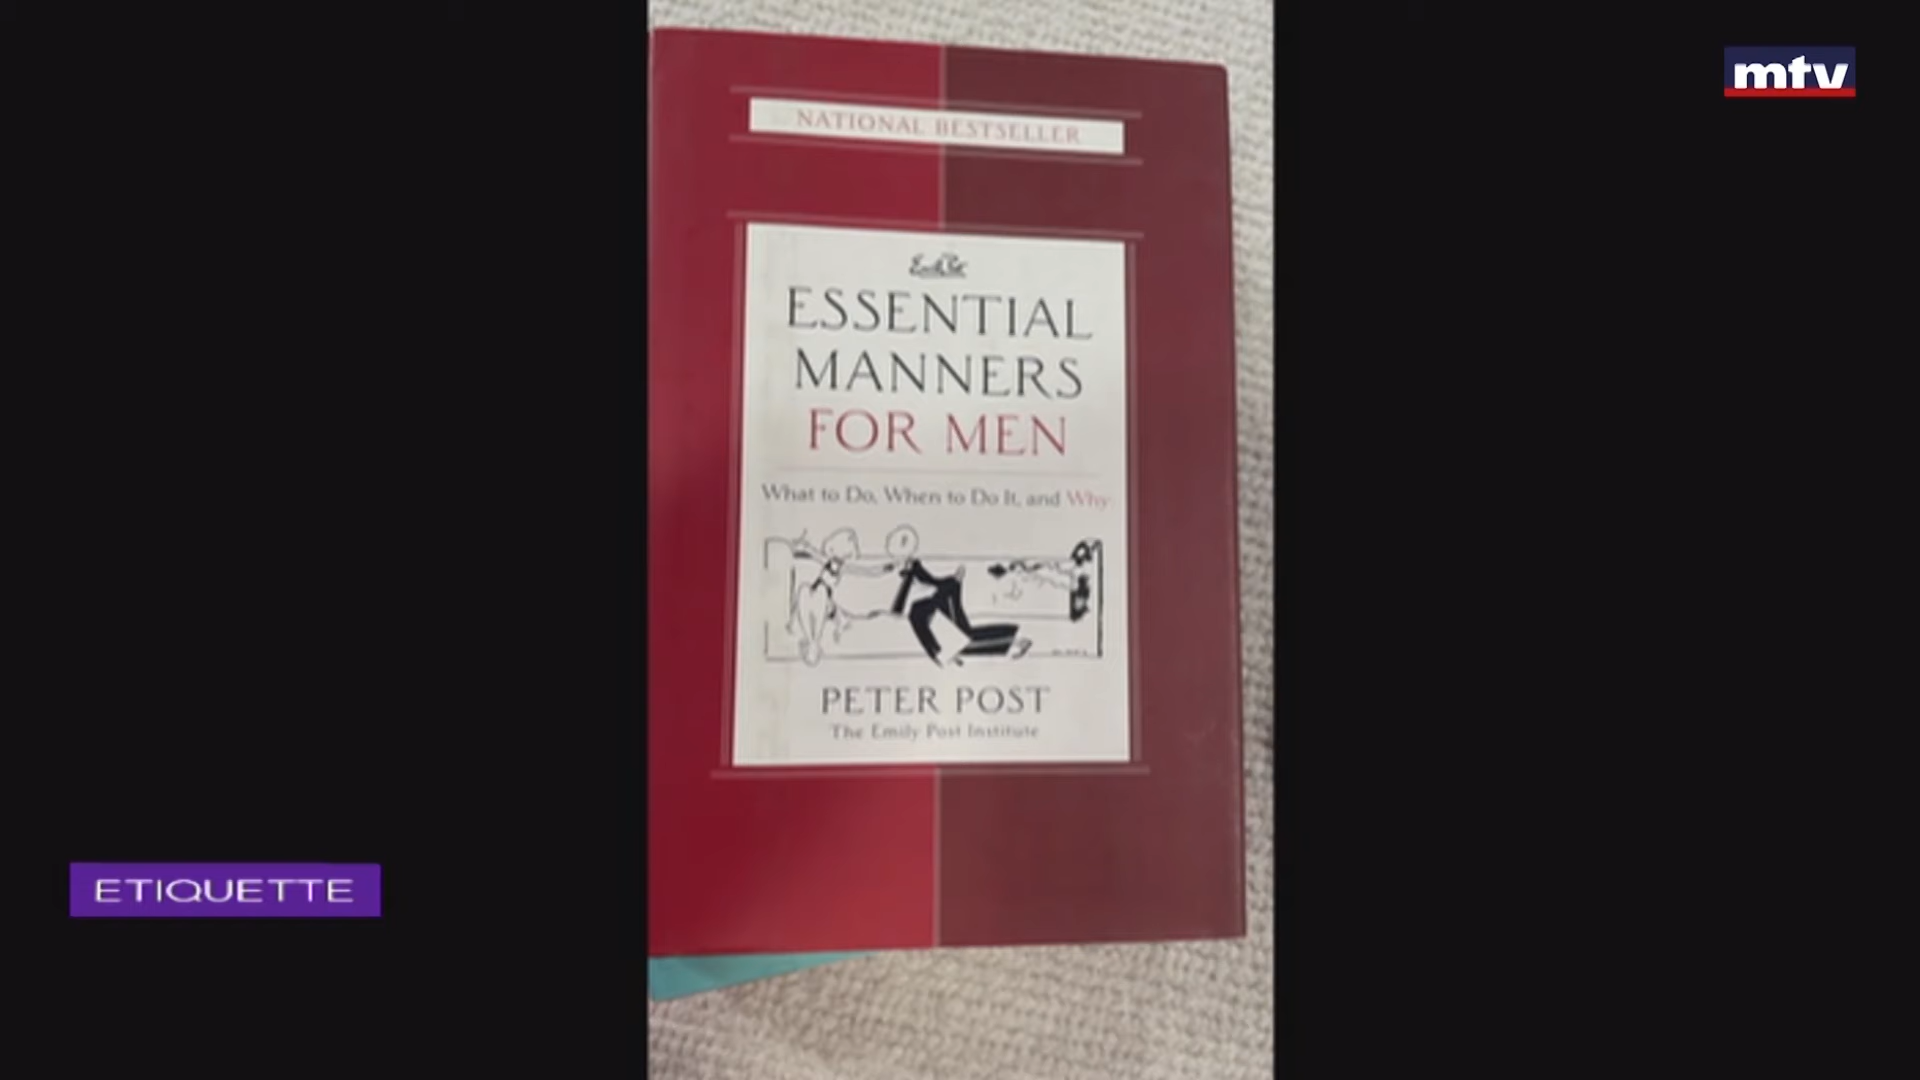 mtv
NATIONAL BESTSELLER
ESSENTIAL
MANNERS
FOR MEN
What to Do, When to Do It, and Why
PETER POST
The Emily Post Institute
ETIQUETTE